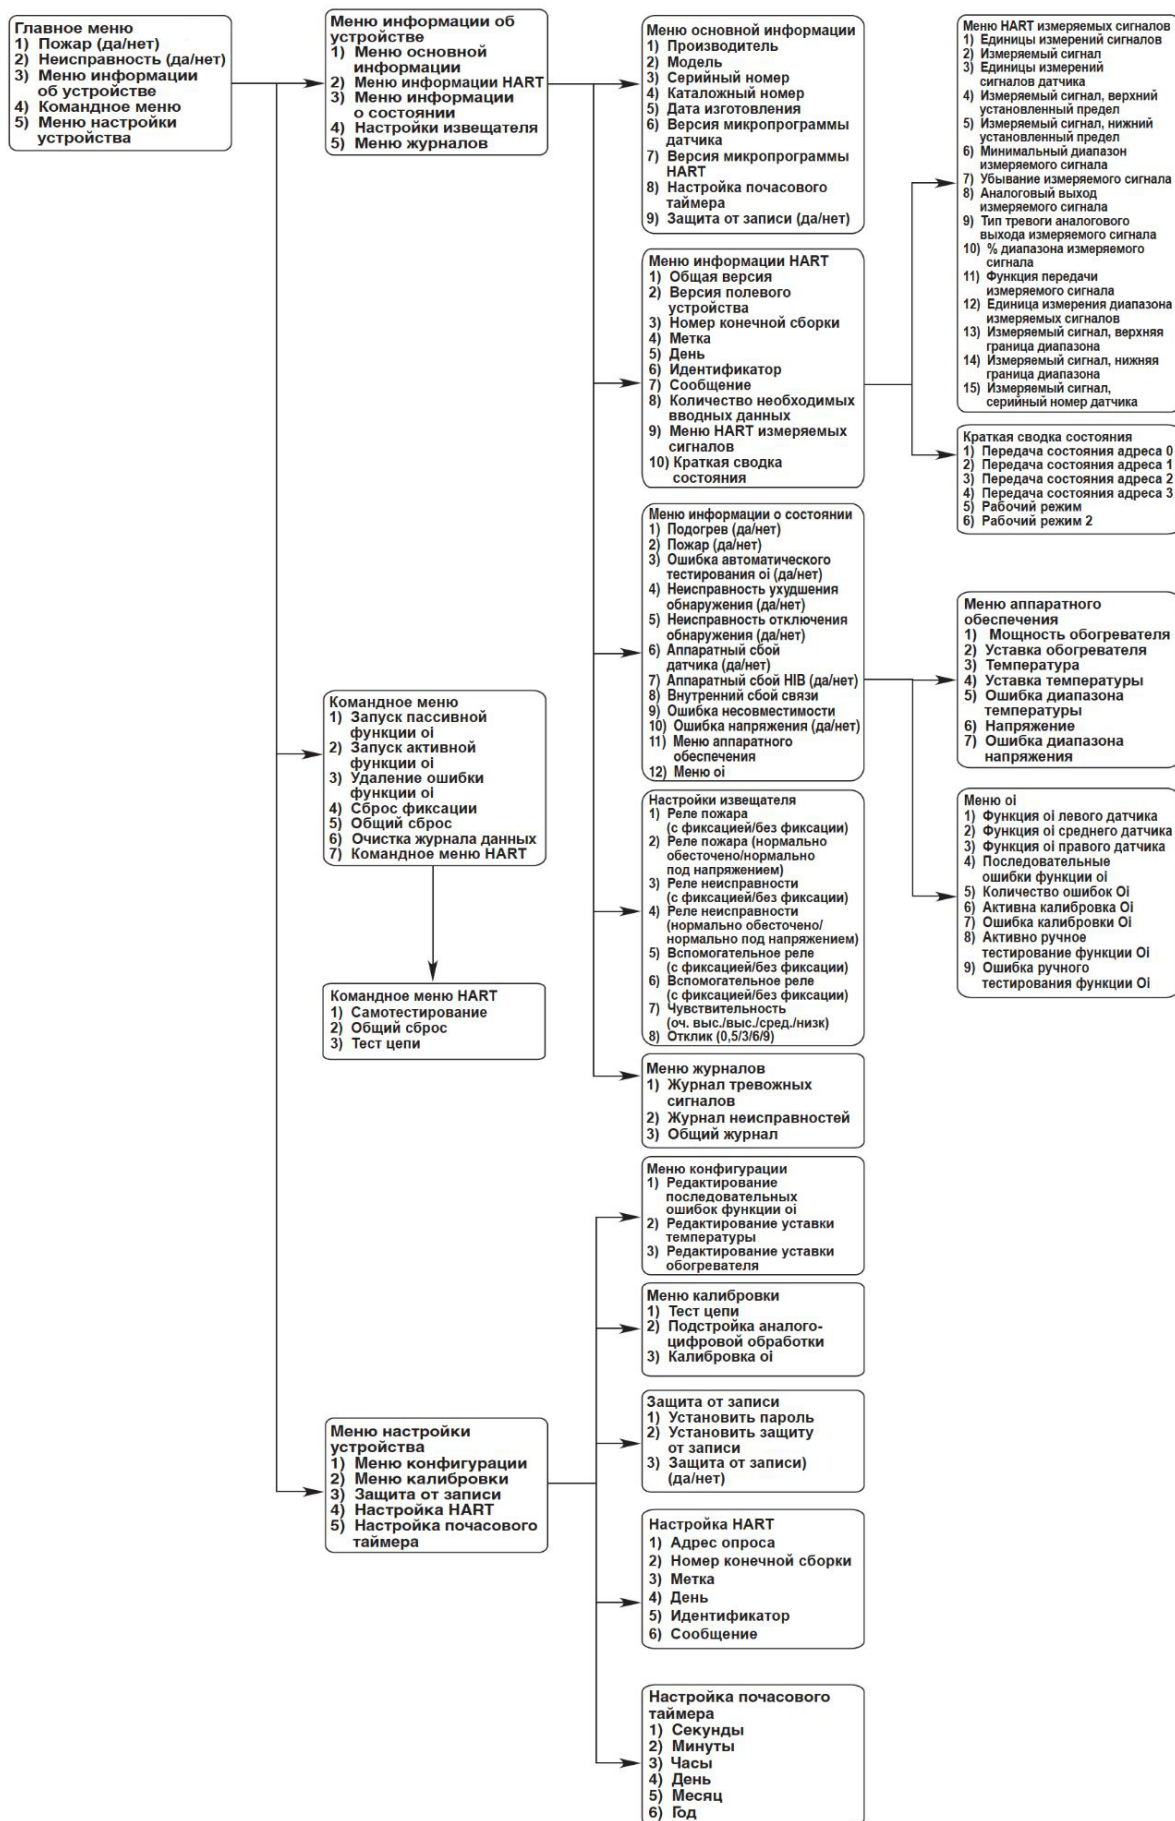 Главное меню
1) Пожар (да/нет)
2) Неисправность (да/нет)
3) Меню информации
об устройстве
4) Командное меню
5) Меню настройки
устройства
Меню информации об
устройстве
1) Меню основной
информации
2) Меню информации HART
3) Меню информации
о состоянии
4) Настройки извещателя
5) Меню журналов
Меню основной информации
1) Производитель
2) Модель
3) Серийный номер
4) Каталожный номер
5) Дата изготовления
6) Версия микропрограммы
датчика
7) Версия микропрограммы
HART
8) Настройка почасового
таймера
9) Защита от записи (да/нет)
Меню HART измеряемых сигналов
1) Единицы измерений сигналов
2) Измеряемый сигнал
3) Единицы измерений
сигналов датчика
4) Измеряемый сигнал, верхний
установленный предел
5) Измеряемый сигнал, нижний
установленный предел
6) Минимальный диапазон
измеряемого сигнала
7) Убывание измеряемого сигнала
8) Аналоговый выход
измеряемого сигнала
9) Тип тревоги аналогового
выхода измеряемого сигнала
10) % диапазона измеряемого
сигнала
11) Функция передачи
измеряемого сигнала
12) Единица измерения диапазона
измеряемых сигналов
13) Измеряемый сигнал, верхняя
граница диапазона
14) Измеряемый сигнал, нижняя
граница диапазона
15) Измеряемый сигнал,
серийный номер датчика
Меню информации HART
1) Общая версия
2) Версия полевого
устройства
3) Номер конечной сборки
4) Метка
5) День
6) Идентификатор
7) Сообщение
8) Количество необходимых
вводных данных
9) Меню HART измеряемых
сигналов
10) Краткая сводка
состояния
Краткая сводка состояния
1) Передача состояния адреса 0
2) Передача состояния адреса 1
3) Передача состояния адреса 2
4) Передача состояния адреса 3
5) Рабочий режим
6) Рабочий режим 2
Меню информации о состоянии
1) Подогрев (да/нет)
2) Пожар (да/нет)
3) Ошибка автоматического
тестирования oi (да/нет)
4) Неисправность ухудшения
обнаружения (да/нет)
5) Неисправность отключения
обнаружения (да/нет)
6) Аппаратный сбой
датчика (да/нет)
7) Аппаратный сбой HIB (да/нет)
8) Внутренний сбой связи
9) Ошибка несовместимости
10) Ошибка напряжения (да/нет)
11) Меню аппаратного
обеспечения
12) Меню oi
Меню аппаратного
обеспечения
1) Мощность обогревателя
2) Уставка обогревателя
3) Температура
4) Уставка температуры
5) Ошибка диапазона
температуры
6) Напряжение
7) Ошибка диапазона
напряжения
Командное меню
1) Запуск пассивной
функции oi
2) Запуск активной
функции oi
3) Удаление ошибки
функции oi
4) Сброс фиксации
5) Общий сброс
6) Очистка журнала данных
7) Командное меню HART
Настройки извещателя
1) Реле пожара
(с фиксацией/без фиксации)
2) Реле пожара (нормально
обесточено/нормально
под напряжением)
3) Реле неисправности
(с фиксацией/без фиксации)
4) Реле неисправности
(нормально обесточено/
нормально под напряжением)
5) Вспомогательное реле
(с фиксацией/без фиксации)
6) Вспомогательное реле
(с фиксацией/без фиксации)
7) Чувствительность
(оч. выс./выс./сред./низк)
8) Отклик (0,5/3/6/9)
Меню oi
1) Функция oi левого датчика
2) Функция oi среднего датчика
3) Функция oi правого датчика
4) Последовательные
ошибки функции oi
5) Количество ошибок Oi
6) Активна калибровка Oi
7) Ошибка калибровки Oi
8) Активно ручное
тестирование функции Oi
9) Ошибка ручного
тестирования функции Oi
Командное меню HART
1) Самотестирование
2) Общий сброс
3) Тест цепи
Меню журналов
1) Журнал тревожных
сигналов
2) Журнал неисправностей
3) Общий журнал
Меню конфигурации
1) Редактирование
последовательных
ошибок функции oi
2) Редактирование уставки
температуры
3) Редактирование уставки
обогревателя
Меню калибровки
1) Тест цепи
2) Подстройка аналого-
цифровой обработки
3) Калибровка oi
Меню настройки
устройства
1) Меню конфигурации
2) Меню калибровки
3) Защита от записи
4) Настройка HART
5) Настройка почасового
таймера
Защита от записи
1) Установить пароль
2) Установить защиту
от записи
3) Защита от записи)
(да/нет)
Настройка HART
1) Адрес опроса
2) Номер конечной сборки
3) Метка
4) День
5) Идентификатор
6) Сообщение
Настройка почасового
таймера
1) Секунды
2) Минуты
3) Часы
4) День
5) Месяц
6) Год